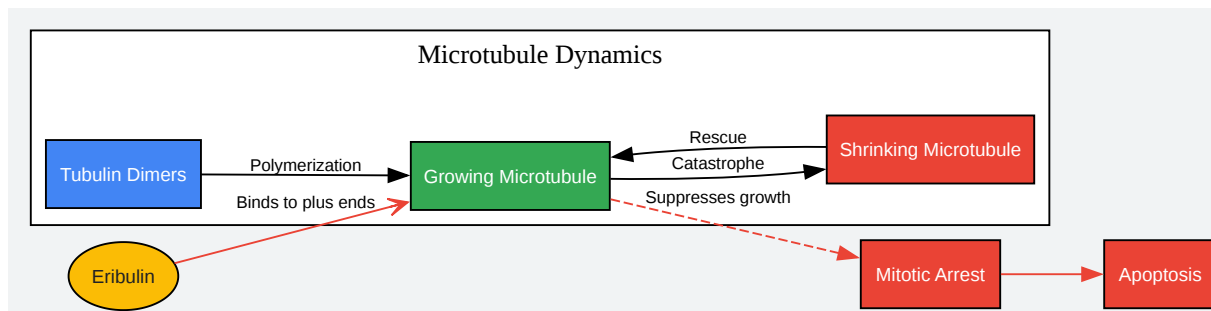 Microtubule Dynamics
Rescue
Polymerization
Catastrophe
Shrinking Microtubule
Tubulin Dimers
Growing Microtubule
Binds to plus ends
Suppresses growth
Eribulin
Mitotic Arrest
Apoptosis